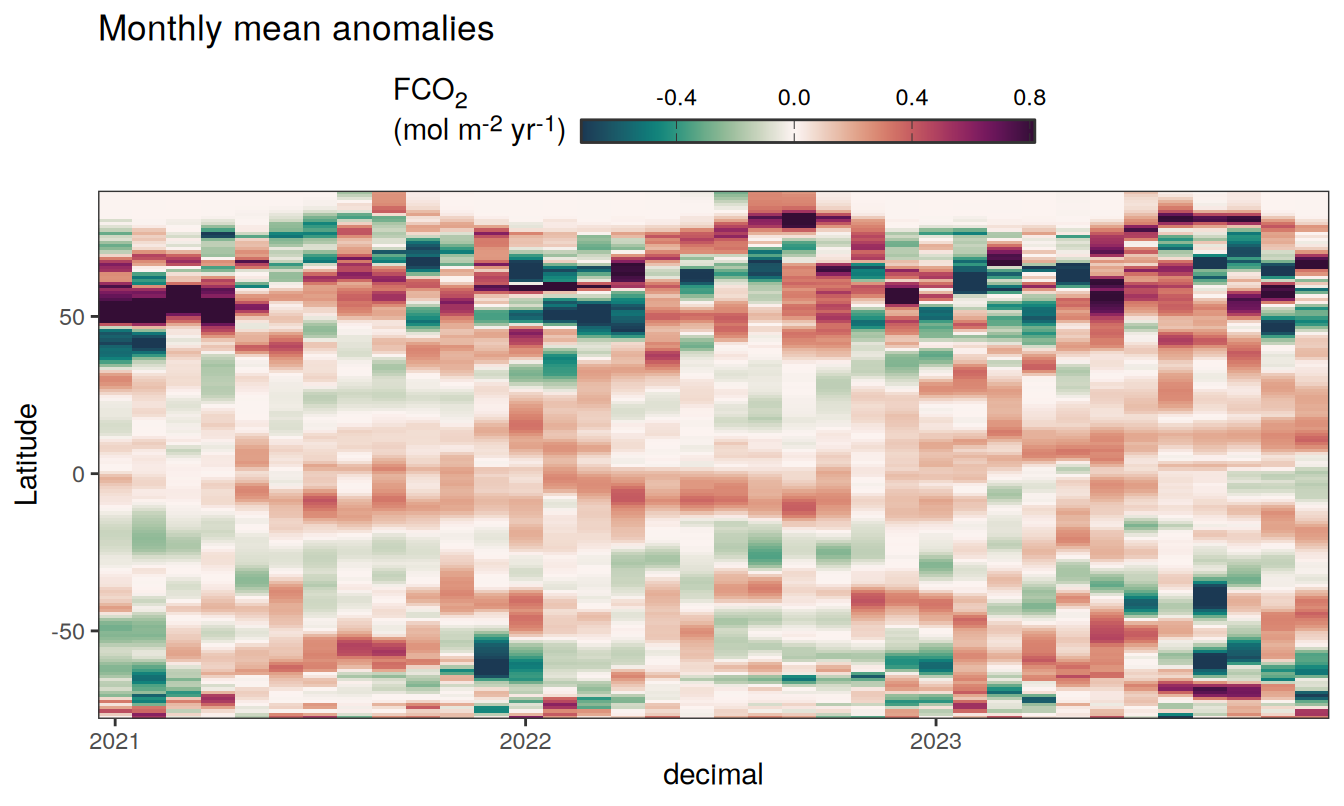 Monthly mean anomalies
FCO₂
(mol m⁻² yr⁻¹)
-0.4 0.0 0.4 0.8
Latitude
50
0
-50
2021 2022 2023
decimal